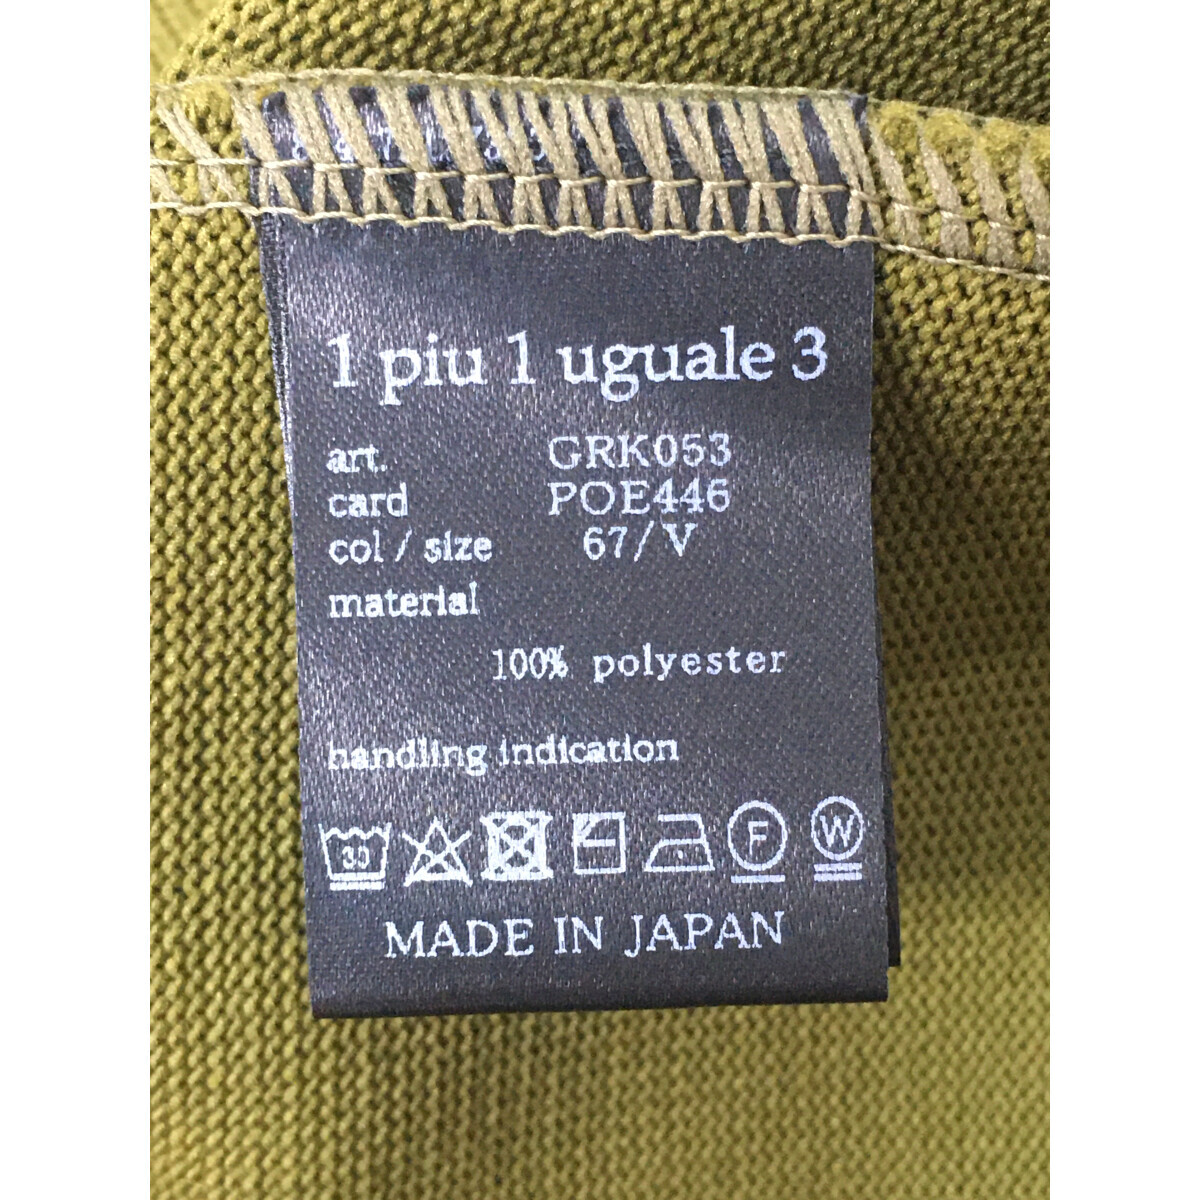 1 piu 1 uguale 3
art. GRK053
card POE446
col / size 67/V
material
100% polyester
handling indication
30 F W
MADE IN JAPAN